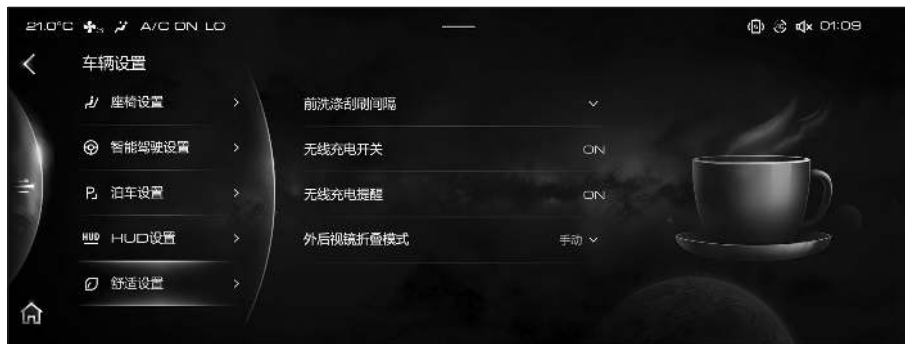 21.0°C A/C ON LO
01:09
车辆设置
座椅设置
智能驾驶设置
泊车设置
HUD HUD设置
舒适设置
前洗涤刮刷间隔
无线充电开关 ON
无线充电提醒 ON
外后视镜折叠模式 手动